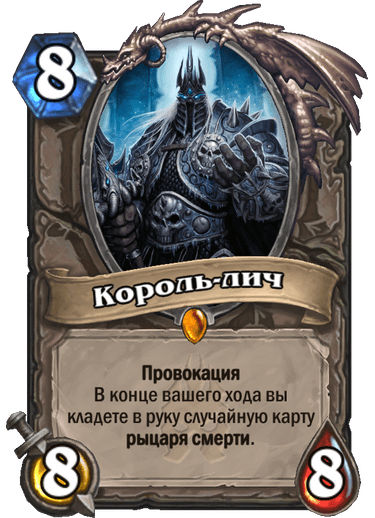 8
Король-лич
Провокация
В конце вашего хода вы
кладете в руку случайную карту
рыцаря смерти.
8
8